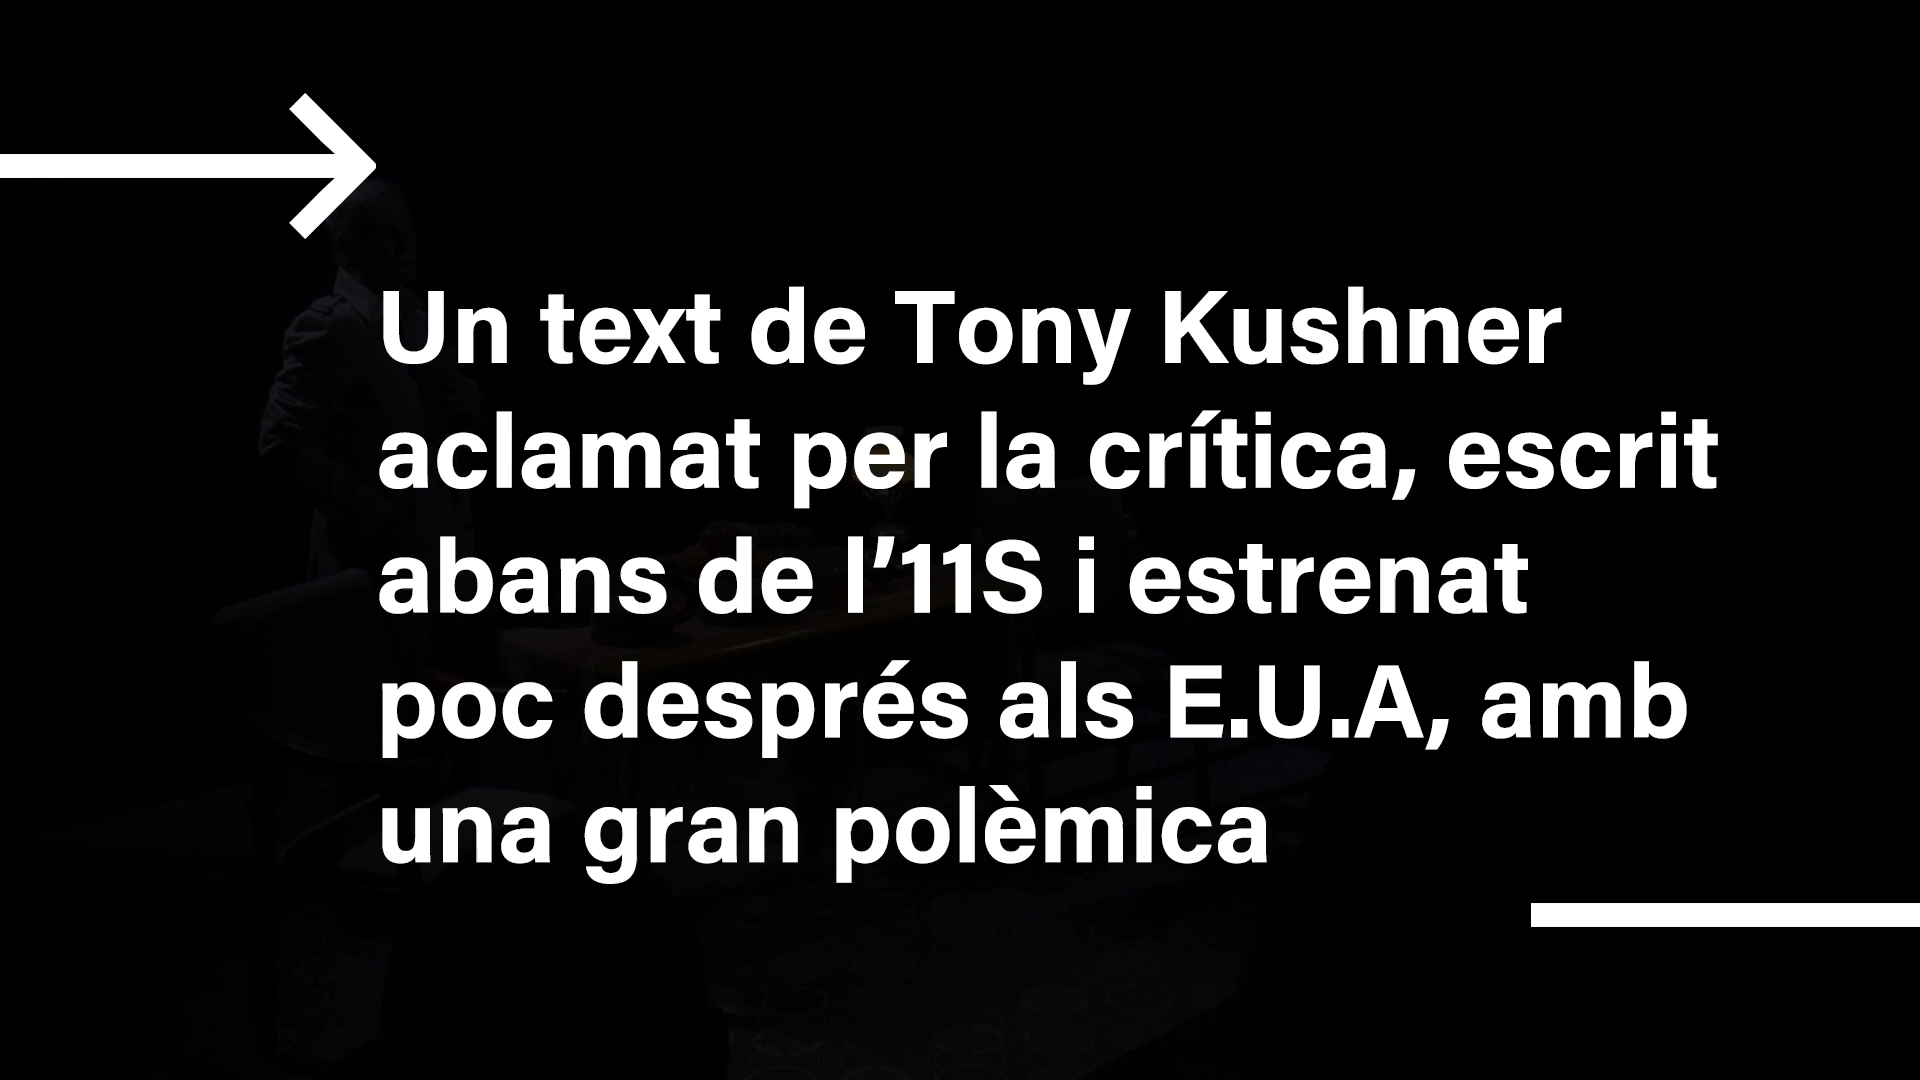 Un text de Tony Kushner
aclamat per la crítica, escrit
abans de l’11S i estrenat
poc després als E.U.A, amb
una gran polèmica